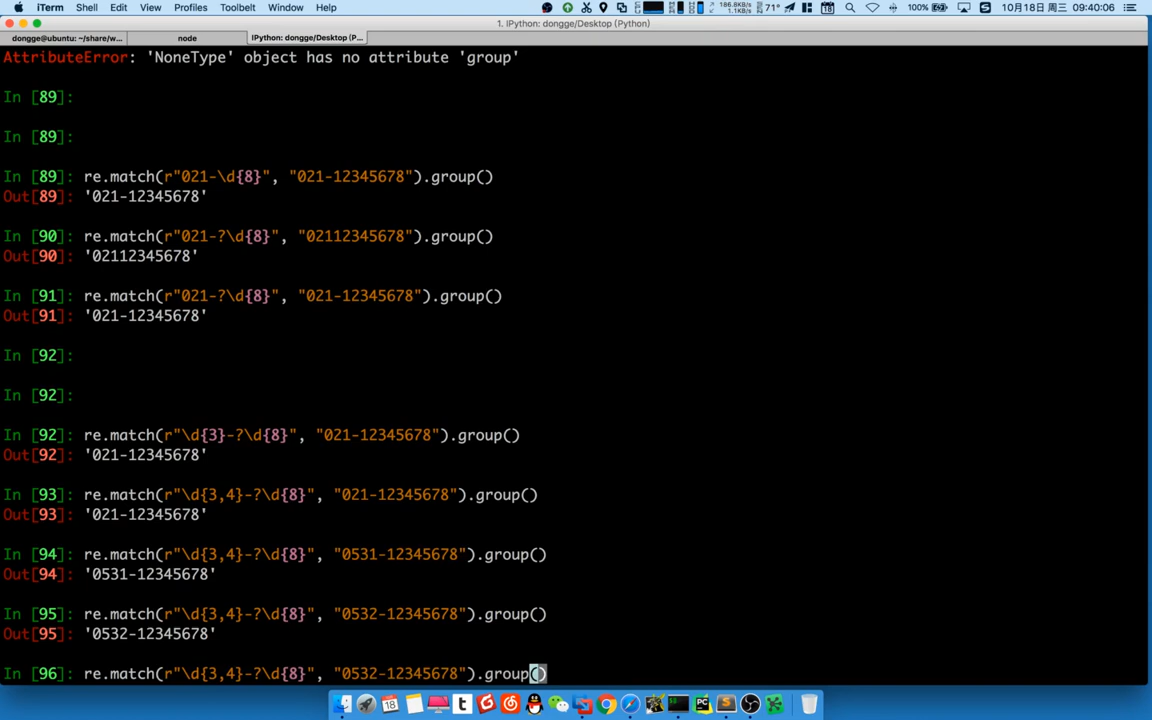 iTerm Shell Edit View Profiles Toolbelt Window Help 186.8KB/s 1.1KB/s 71° 18 100% 10月18日 周三 09:40:06
1. IPython: dongge/Desktop (Python)
dongge@ubuntu: ~/share/w... node IPython: dongge/Desktop (P...
AttributeError: 'NoneType' object has no attribute 'group'
In [89]:
In [89]:
In [89]: re.match(r"021-\d{8}", "021-12345678").group()
Out[89]: '021-12345678'
In [90]: re.match(r"021-?\d{8}", "02112345678").group()
Out[90]: '02112345678'
In [91]: re.match(r"021-?\d{8}", "021-12345678").group()
Out[91]: '021-12345678'
In [92]:
In [92]:
In [92]: re.match(r"\d{3}-?\d{8}", "021-12345678").group()
Out[92]: '021-12345678'
In [93]: re.match(r"\d{3,4}-?\d{8}", "021-12345678").group()
Out[93]: '021-12345678'
In [94]: re.match(r"\d{3,4}-?\d{8}", "0531-12345678").group()
Out[94]: '0531-12345678'
In [95]: re.match(r"\d{3,4}-?\d{8}", "0532-12345678").group()
Out[95]: '0532-12345678'
In [96]: re.match(r"\d{3,4}-?\d{8}", "0532-12345678").group()